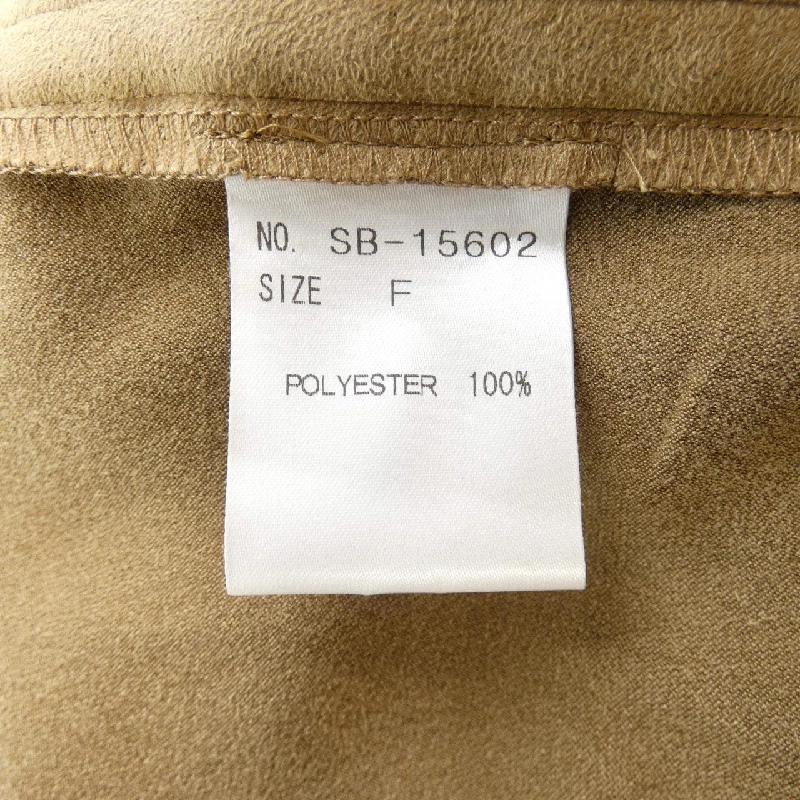 NO. SB-15602
SIZE F
POLYESTER 100%